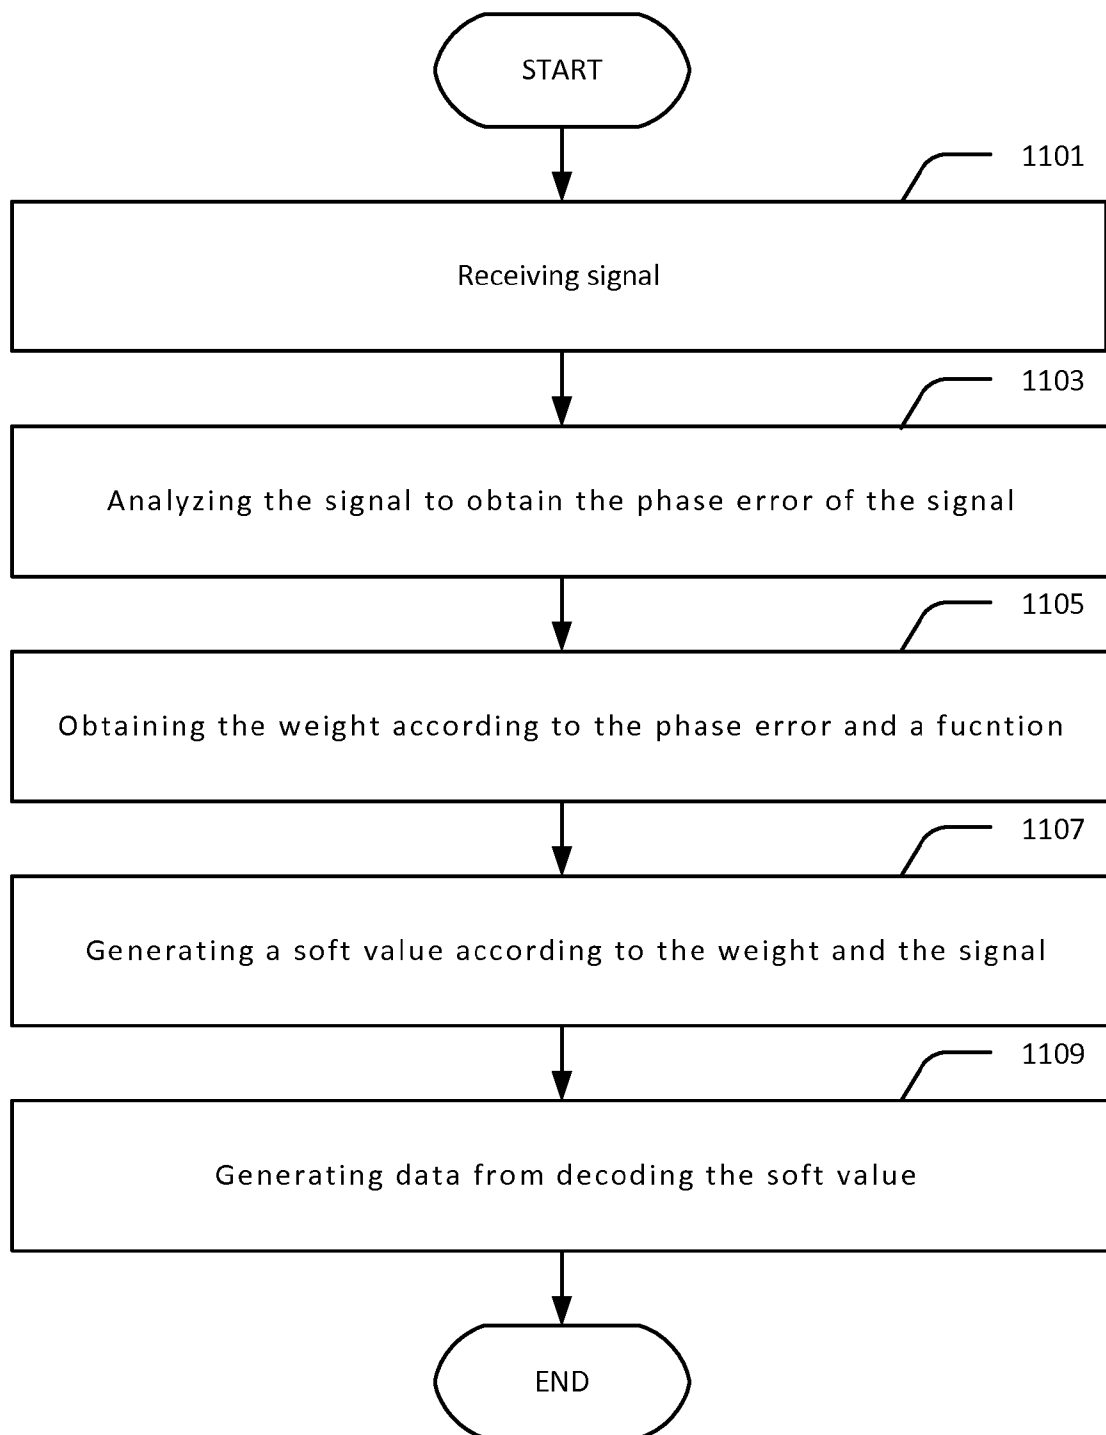 START
1101
Receiving signal
1103
Analyzing the signal to obtain the phase error of the signal
1105
Obtaining the weight according to the phase error and a fucntion
1107
Generating a soft value according to the weight and the signal
1109
Generating data from decoding the soft value
END